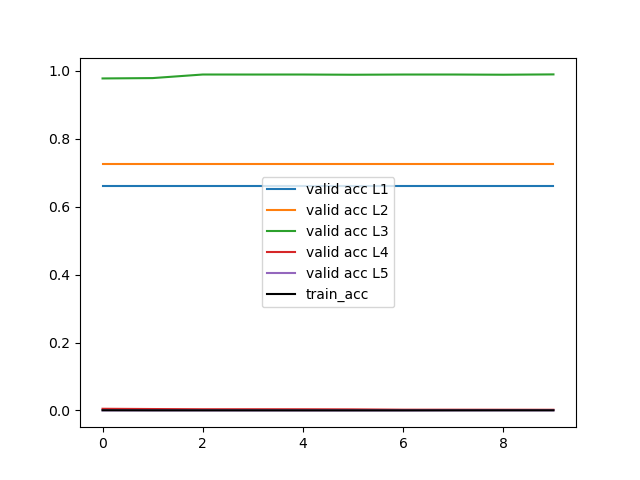 1.0
0.8
0.6
0.4
0.2
0.0
valid acc L1
valid acc L2
valid acc L3
valid acc L4
valid acc L5
train_acc
0 2 4 6 8